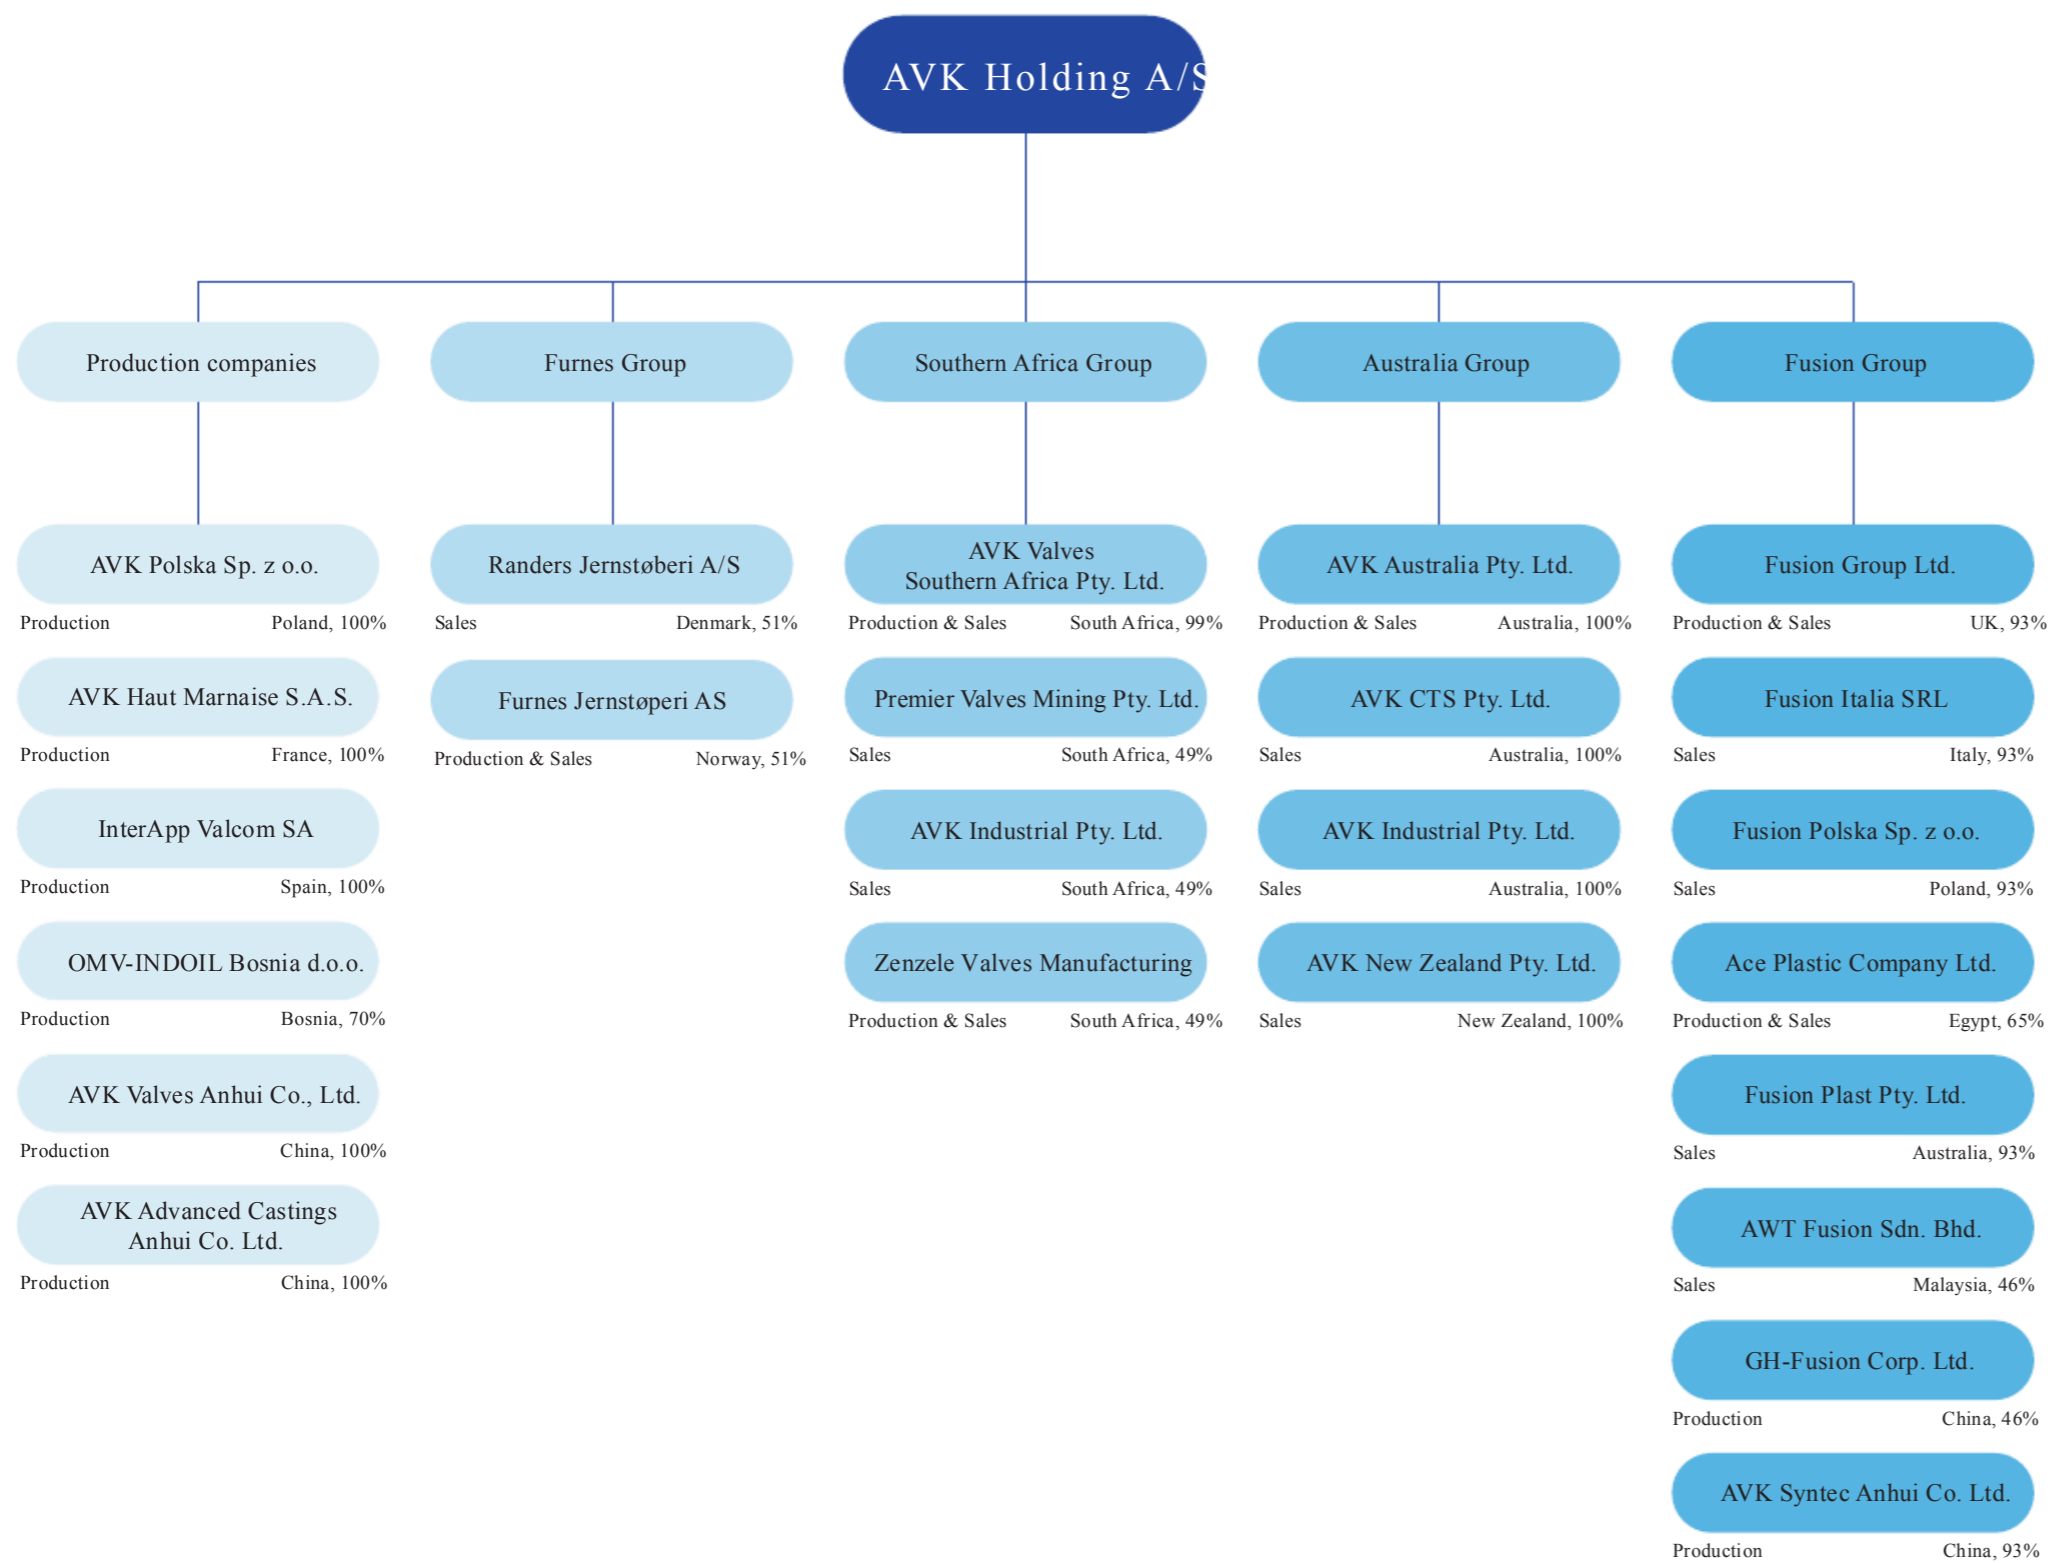 AVK Holding A/S
Production companies
Furnes Group
Southern Africa Group
Australia Group
Fusion Group
AVK Polska Sp. z o.o.
Production Poland, 100%
AVK Haut Marnaise S.A.S.
Production France, 100%
InterApp Valcom SA
Production Spain, 100%
OMV-INDOIL Bosnia d.o.o.
Production Bosnia, 70%
AVK Valves Anhui Co., Ltd.
Production China, 100%
AVK Advanced Castings
Anhui Co. Ltd.
Production China, 100%
Randers Jernstøberi A/S
Sales Denmark, 51%
Furnes Jernstøperi AS
Production & Sales Norway, 51%
AVK Valves
Southern Africa Pty. Ltd.
Production & Sales South Africa, 99%
Premier Valves Mining Pty. Ltd.
Sales South Africa, 49%
AVK Industrial Pty. Ltd.
Sales South Africa, 49%
Zenzele Valves Manufacturing
Production & Sales South Africa, 49%
AVK Australia Pty. Ltd.
Production & Sales Australia, 100%
AVK CTS Pty. Ltd.
Sales Australia, 100%
AVK Industrial Pty. Ltd.
Sales Australia, 100%
AVK New Zealand Pty. Ltd.
Sales New Zealand, 100%
Fusion Group Ltd.
Production & Sales UK, 93%
Fusion Italia SRL
Sales Italy, 93%
Fusion Polska Sp. z o.o.
Sales Poland, 93%
Ace Plastic Company Ltd.
Production & Sales Egypt, 65%
Fusion Plast Pty. Ltd.
Sales Australia, 93%
AWT Fusion Sdn. Bhd.
Sales Malaysia, 46%
GH-Fusion Corp. Ltd.
Production China, 46%
AVK Syntec Anhui Co. Ltd.
Production China, 93%